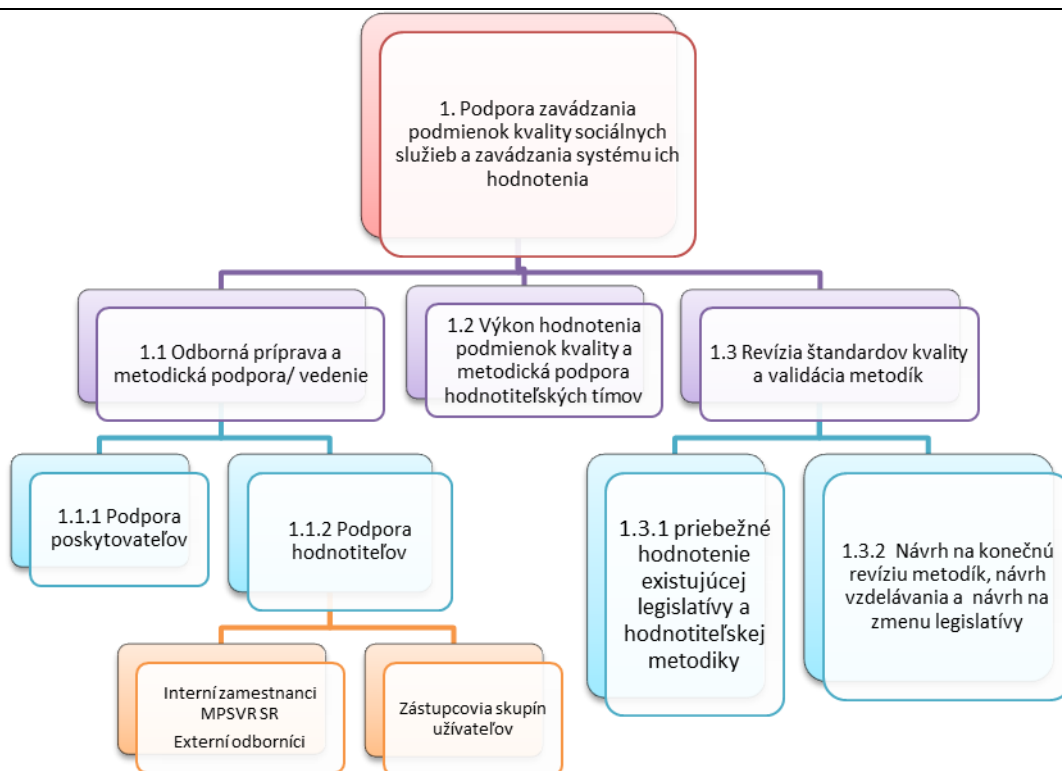 1. Podpora zavádzania
podmienok kvality sociálnych
služieb a zavádzania systému ich
hodnotenia
1.1 Odborná príprava a
metodická podpora/ vedenie
1.2 Výkon hodnotenia
podmienok kvality a
metodická podpora
hodnotiteľských tímov
1.3 Revízia štandardov kvality
a validácia metodík
1.1.1 Podpora
poskytovateľov
1.1.2 Podpora
hodnotiteľov
1.3.1 priebežné
hodnotenie
existujúcej
legislatívy a
hodnotiteľskej
metodiky
1.3.2 Návrh na konečnú
revíziu metodík, návrh
vzdelávania a návrh na
zmenu legislatívy
Interní zamestnanci
MPSVR SR
Externí odborníci
Zástupcovia skupín
užívateľov